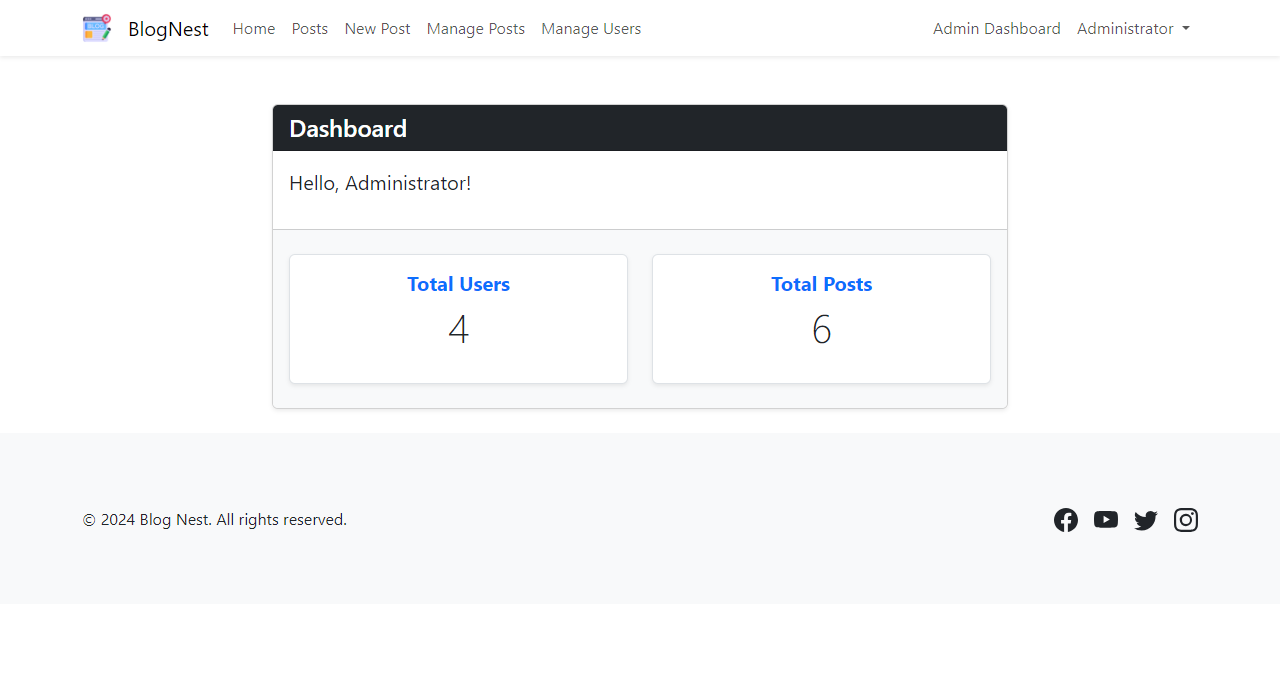 BlogNest Home Posts New Post Manage Posts Manage Users Admin Dashboard Administrator
Dashboard
Hello, Administrator!
Total Users Total Posts
4 6
© 2024 Blog Nest. All rights reserved.